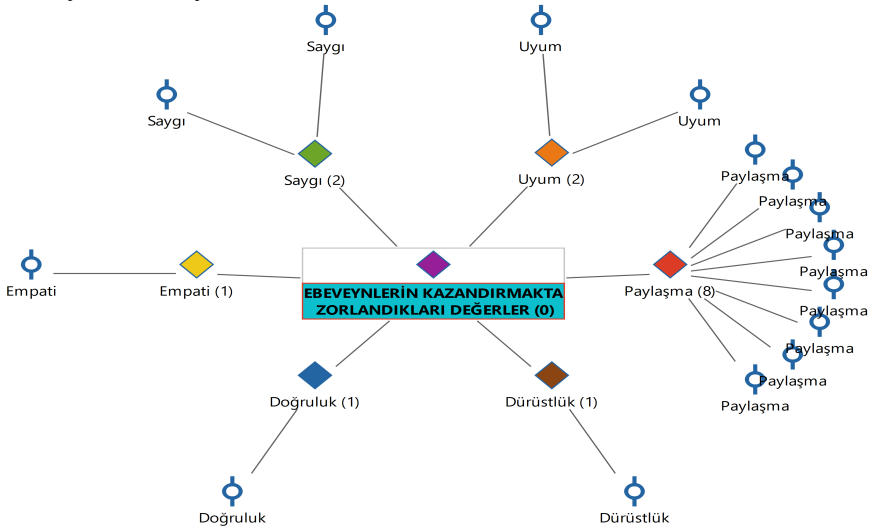 Saygı
Uyum
Saygı
Uyum
Saygı (2)
Uyum (2)
Paylaşma
Paylaşma
Paylaşma
Paylaşma
Empati
Empati (1)
EBEVEYNLERİN KAZANDIRMAKTA
ZORLANDIKLARI DEĞERLER (0)
Paylaşma (8)
Paylaşma
Paylaşma
Paylaşma
Paylaşma
Doğruluk (1)
Dürüstlük (1)
Doğruluk
Dürüstlük